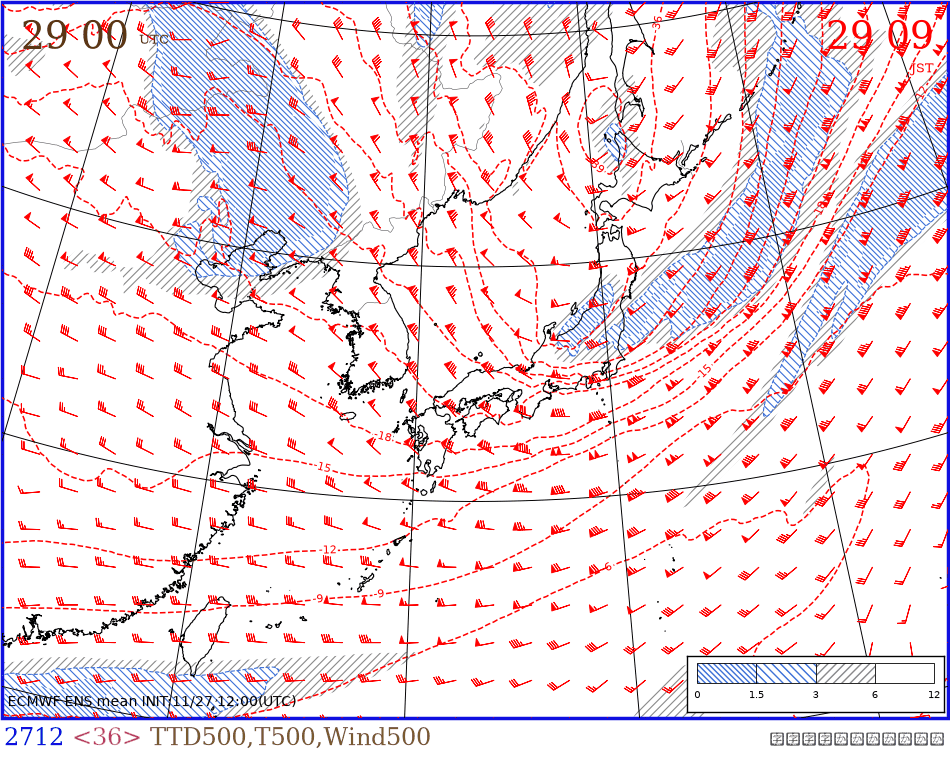 29 00 UTC
29 09 JST
36
-18
-15
-15
-12
-9
-9
-6
ECMWF ENS mean INIT:11/27,12:00(UTC)
0 1.5 3 6 12
2712 <36> TTD500,T500,Wind500